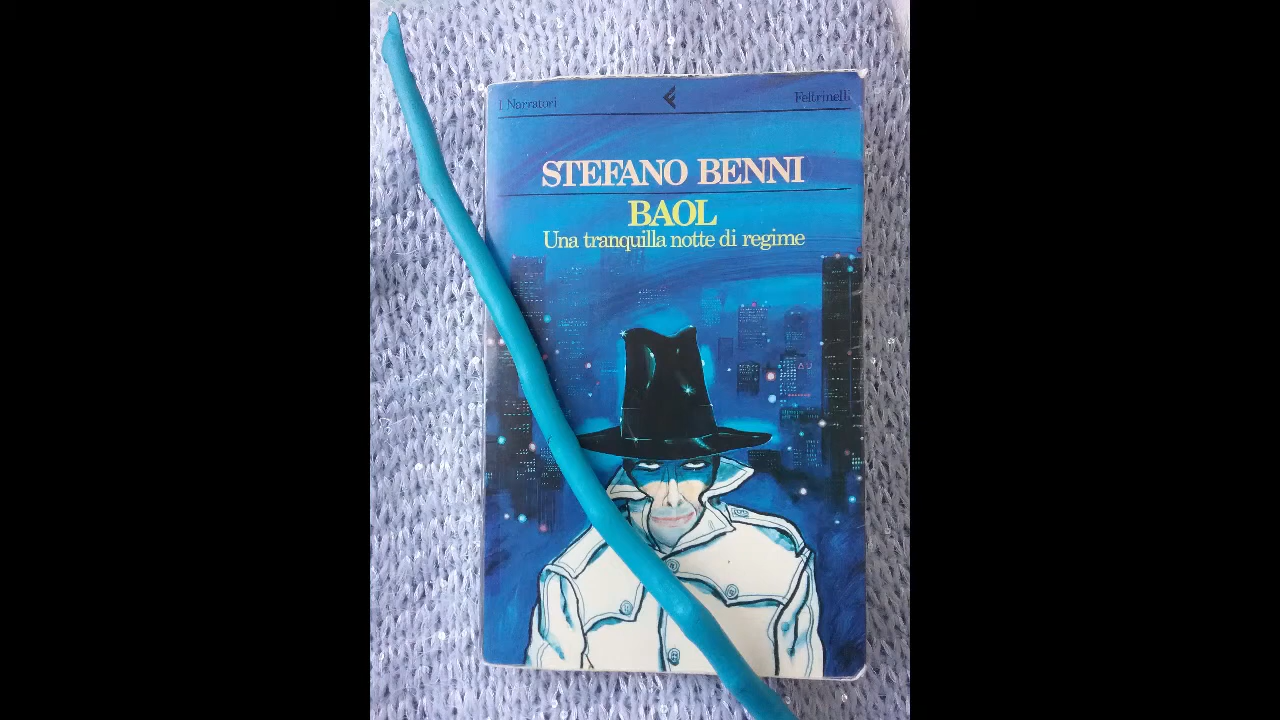 I Narratori
Feltrinelli
STEFANO BENNI
BAOL
Una tranquilla notte di regime